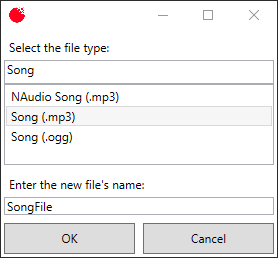 Select the file type:
Song
NAudio Song (.mp3)
Song (.mp3)
Song (.ogg)
Enter the new file's name:
SongFile
OK
Cancel